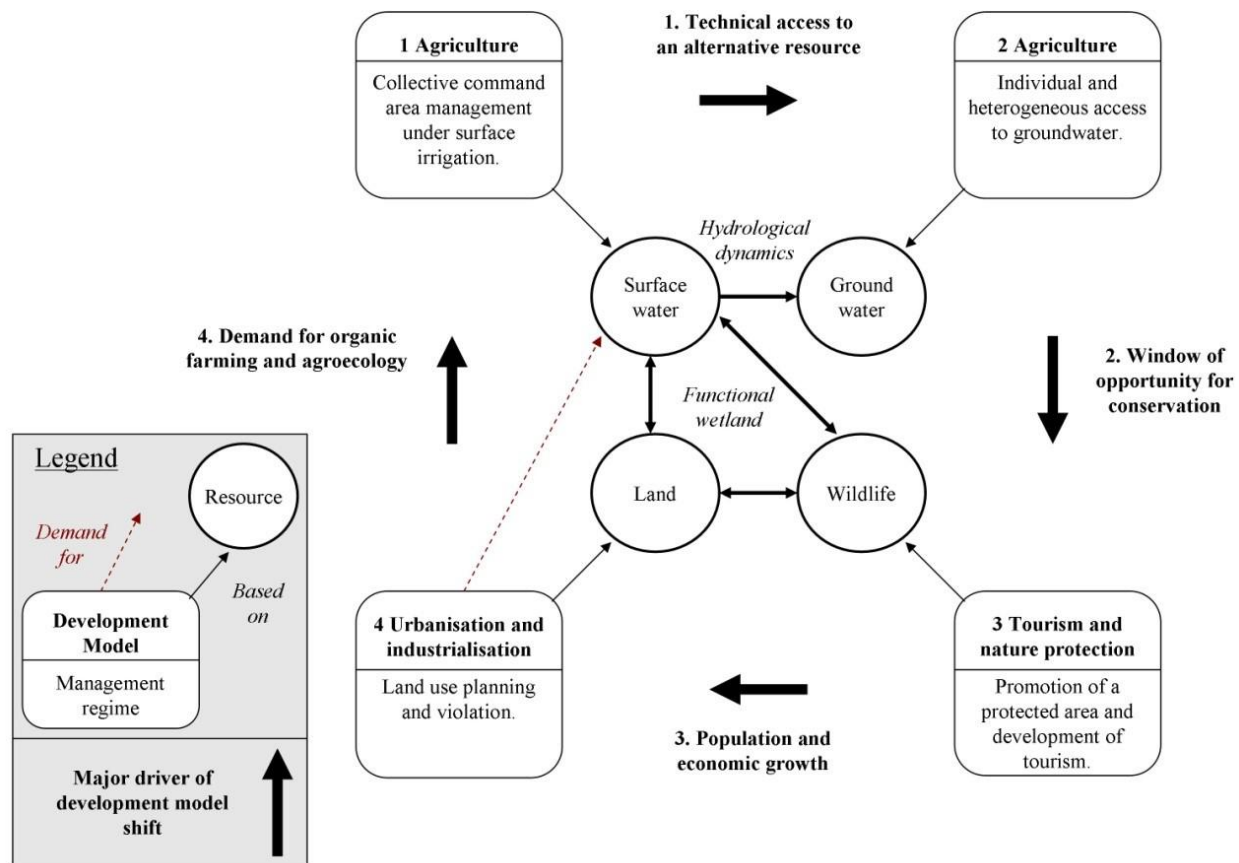 1. Technical access to
an alternative resource
1 Agriculture
Collective command
area management
under surface
irrigation.
2 Agriculture
Individual and
heterogeneous access
to groundwater.
Hydrological
dynamics
Surface
water
Ground
water
4. Demand for organic
farming and agroecology
2. Window of
opportunity for
conservation
Functional
wetland
Land
Wildlife
4 Urbanisation and
industrialisation
Land use planning
and violation.
3 Tourism and
nature protection
Promotion of a
protected area and
development of
tourism.
3. Population and
economic growth
Legend
Resource
Demand
for
Based
on
Development
Model
Management
regime
Major driver of
development model
shift